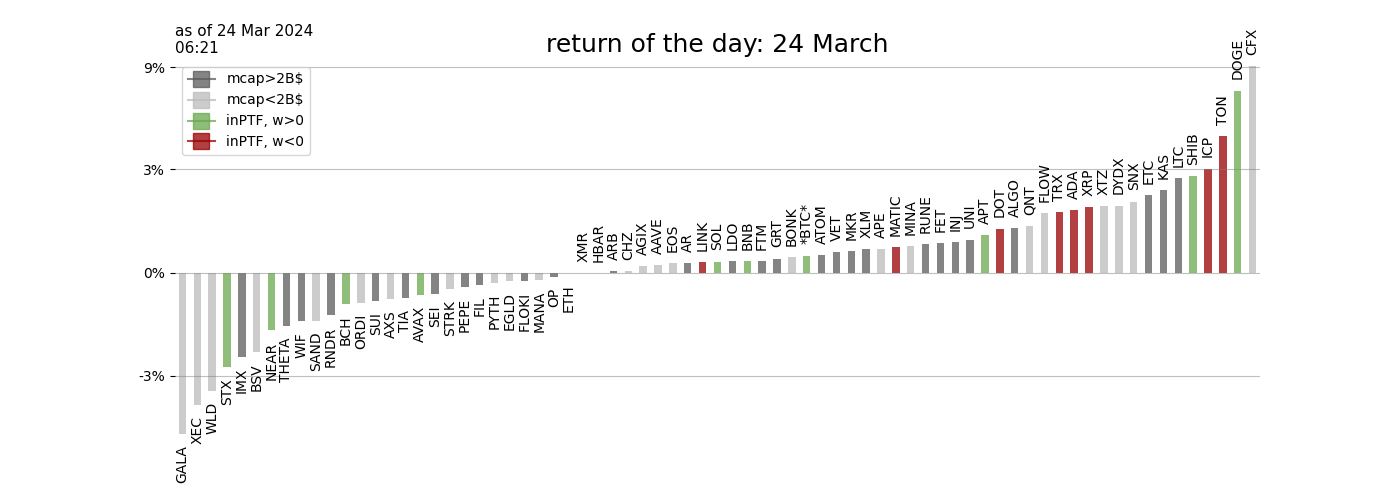 as of 24 Mar 2024
06:21
return of the day: 24 March
mcap>2B$
mcap<2B$
inPTF, w>0
inPTF, w<0
9%
3%
0%
-3%
GALA
XEC
WLD
STX
IMX
BSV
NEAR
THETA
WIF
SAND
RNDR
BCH
ORDI
SUI
AXS
TIA
AVAX
SEI
STRK
PEPE
FIL
PYTH
EGLD
FLOKI
MANA
OP
ETH
XMR
HBAR
ARB
CHZ
AGIX
AAVE
EOS
AR
LINK
SOL
LDO
BNB
FTM
GRT
BONK
*BTC*
ATOM
VET
MKR
XLM
APE
MATIC
MINA
RUNE
FET
INJ
UNI
APT
DOT
ALGO
QNT
FLOW
TRX
ADA
XRP
XTZ
DYDX
SNX
ETC
KAS
LTC
SHIB
ICP
TON
DOGE
CFX